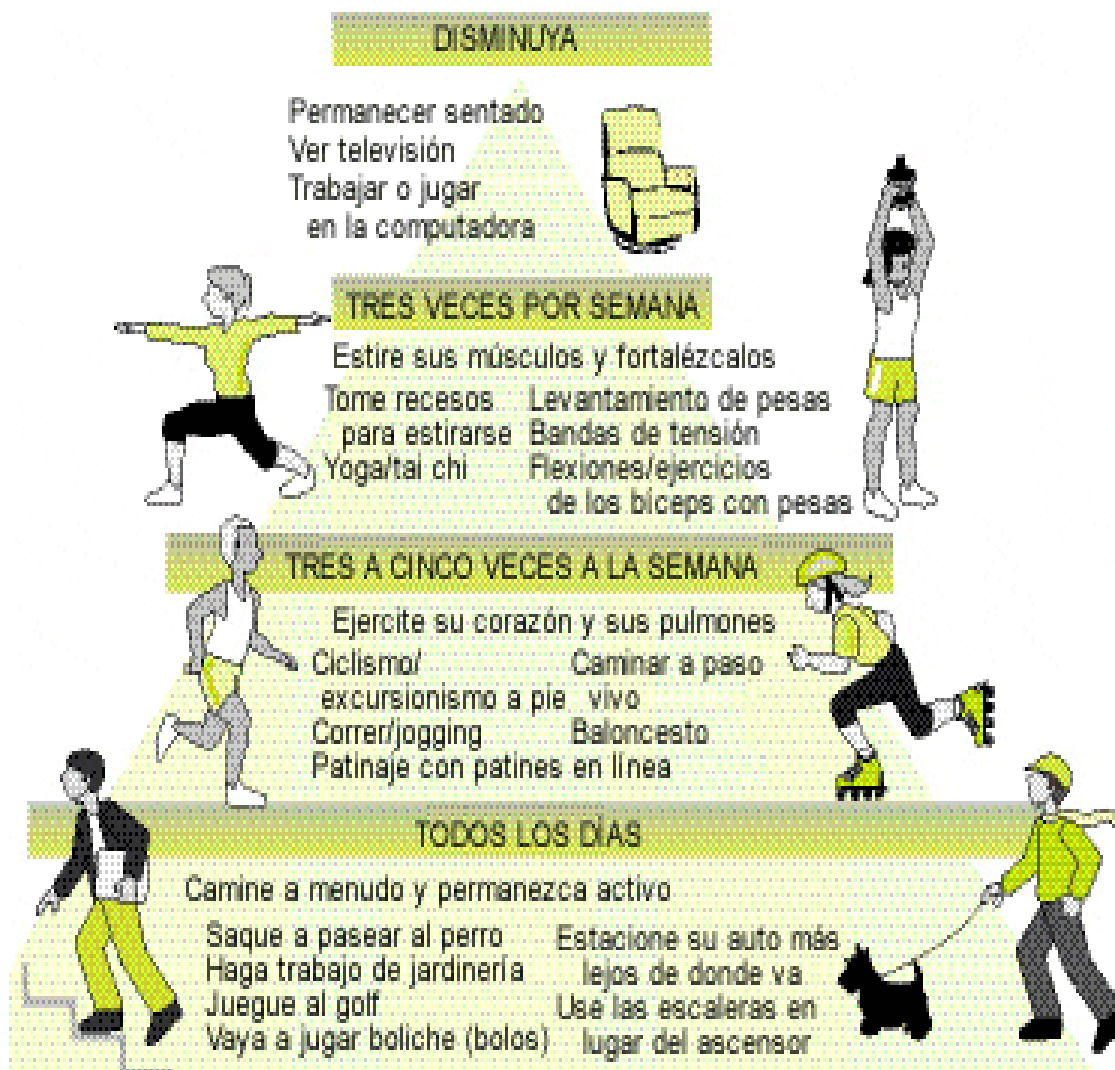 DISMINUYA
Permanecer sentado
Ver televisión
Trabajar o jugar
en la computadora
TRES VECES POR SEMANA
Estire sus músculos y fortalézcalos
Tome recesos
para estirarse
Yoga/tai chi
Levantamiento de pesas
Bandas de tensión
Flexiones/ejercicios
de los bíceps con pesas
TRES A CINCO VECES A LA SEMANA
Ejercite su corazón y sus pulmones
Ciclismo/
excursionismo a pie
Correr/jogging
Patinaje con patines en línea
Caminar a paso
vivo
Baloncesto
TODOS LOS DÍAS
Camine a menudo y permanezca activo
Saque a pasear al perro
Haga trabajo de jardinería
Juegue al golf
Vaya a jugar boliche (bolos)
Estacione su auto más
lejos de donde va
Use las escaleras en
lugar del ascensor